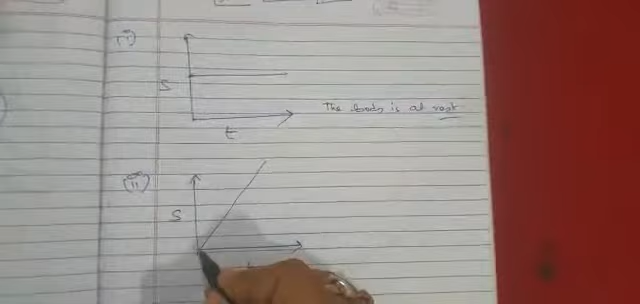 (i)
S
The body is at rest
t
(ii)
S